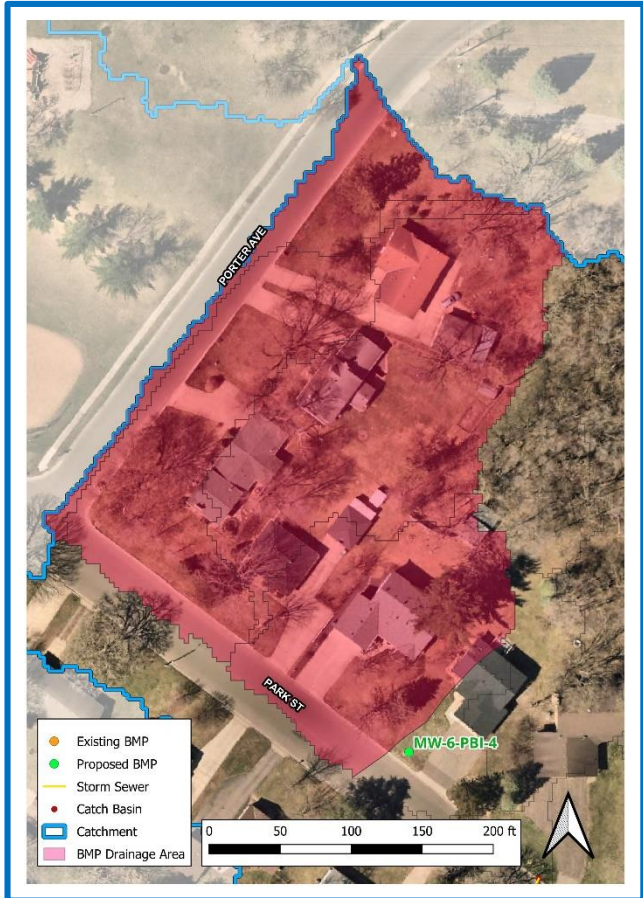 PORTER AVE
PARK ST
MW-6-PBI-4
Existing BMP
Proposed BMP
Storm Sewer
Catch Basin
Catchment
BMP Drainage Area
0 50 100 150 200 ft